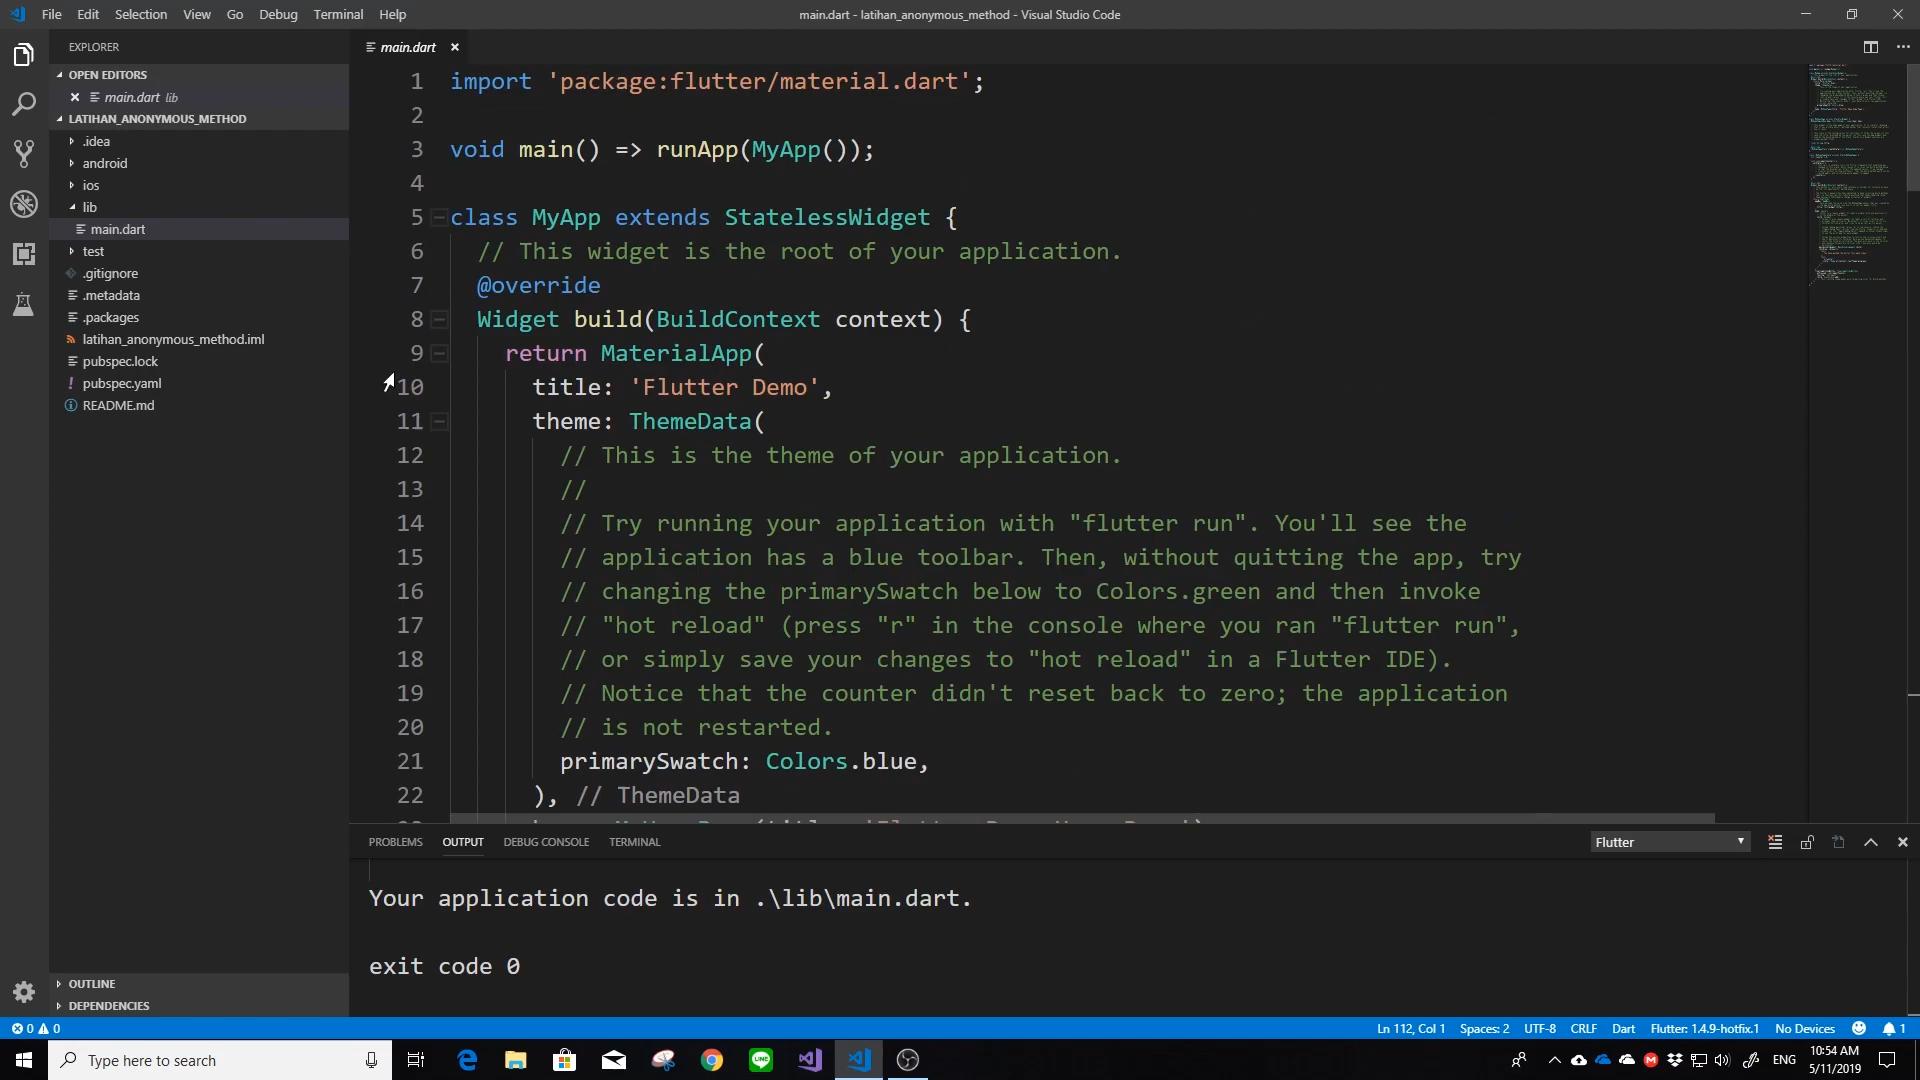 File Edit Selection View Go Debug Terminal Help
main.dart - latihan_anonymous_method - Visual Studio Code
EXPLORER
OPEN EDITORS
main.dart lib
LATIHAN_ANONYMOUS_METHOD
.idea
android
ios
lib
main.dart
test
.gitignore
.metadata
.packages
latihan_anonymous_method.iml
pubspec.lock
! pubspec.yaml
README.md
OUTLINE
DEPENDENCIES
main.dart
1 import 'package:flutter/material.dart';
2
3 void main() => runApp(MyApp());
4
5 class MyApp extends StatelessWidget {
6 // This widget is the root of your application.
7 @override
8 Widget build(BuildContext context) {
9 return MaterialApp(
10 title: 'Flutter Demo',
11 theme: ThemeData(
12 // This is the theme of your application.
13 //
14 // Try running your application with "flutter run". You'll see the
15 // application has a blue toolbar. Then, without quitting the app, try
16 // changing the primarySwatch below to Colors.green and then invoke
17 // "hot reload" (press "r" in the console where you ran "flutter run",
18 // or simply save your changes to "hot reload" in a Flutter IDE).
19 // Notice that the counter didn't reset back to zero; the application
20 // is not restarted.
21 primarySwatch: Colors.blue,
22 ), // ThemeData
PROBLEMS OUTPUT DEBUG CONSOLE TERMINAL
Flutter
Your application code is in .\lib\main.dart.
exit code 0
0 0
Ln 112, Col 1 Spaces: 2 UTF-8 CRLF Dart Flutter: 1.4.9-hotfix.1 No Devices 1
Type here to search
LINE
ENG
10:54 AM
5/11/2019